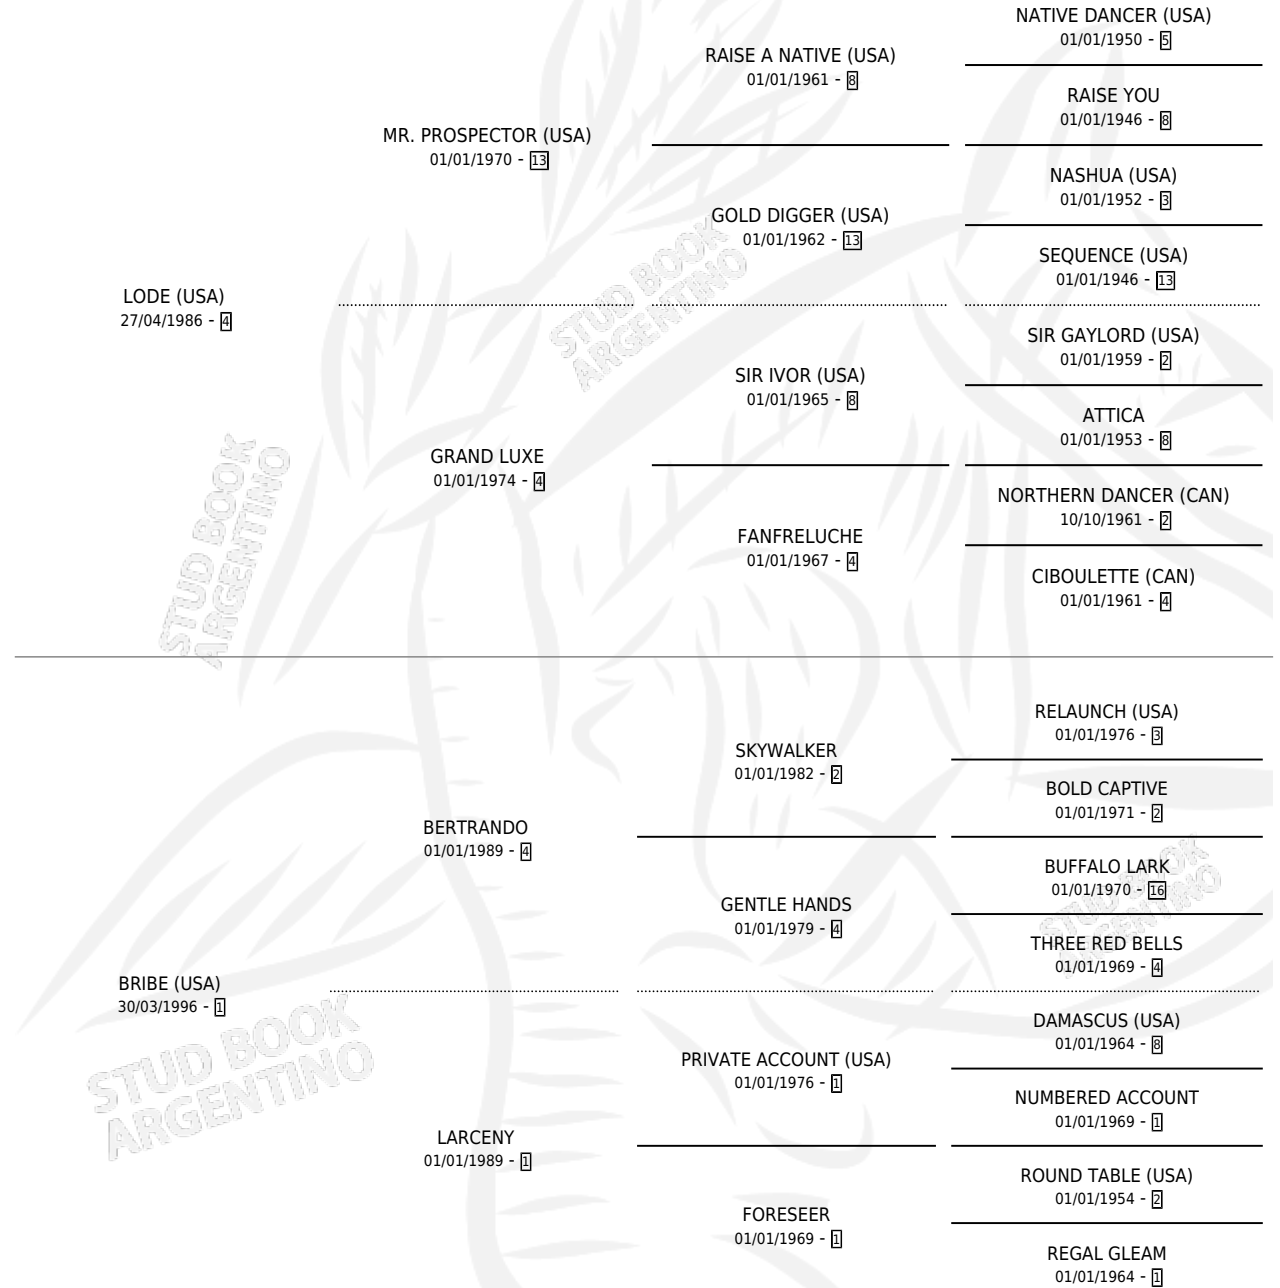 NATIVE DANCER (USA)
01/01/1950 - 5
RAISE A NATIVE (USA)
01/01/1961 - 8
RAISE YOU
01/01/1946 - 8
MR. PROSPECTOR (USA)
01/01/1970 - 13
NASHUA (USA)
01/01/1952 - 3
GOLD DIGGER (USA)
01/01/1962 - 13
SEQUENCE (USA)
01/01/1946 - 13
LODE (USA)
27/04/1986 - 4
STUD BOOK
ARGENTINO
SIR GAYLORD (USA)
01/01/1959 - 2
SIR IVOR (USA)
01/01/1965 - 8
ATTICA
01/01/1953 - 8
GRAND LUXE
01/01/1974 - 4
STUD BOOK
ARGENTINO
NORTHERN DANCER (CAN)
10/10/1961 - 2
FANFRELUCHE
01/01/1967 - 4
CIBOULETTE (CAN)
01/01/1961 - 4
RELAUNCH (USA)
01/01/1976 - 3
SKYWALKER
01/01/1982 - 2
BOLD CAPTIVE
01/01/1971 - 2
BERTRANDO
01/01/1989 - 4
BUFFALO LARK
01/01/1970 - 16
STUD BOOK
ARGENTINO
GENTLE HANDS
01/01/1979 - 4
THREE RED BELLS
01/01/1969 - 4
BRIBE (USA)
30/03/1996 - 1
STUD BOOK
ARGENTINO
DAMASCUS (USA)
01/01/1964 - 8
PRIVATE ACCOUNT (USA)
01/01/1976 - 1
NUMBERED ACCOUNT
01/01/1969 - 1
LARCENY
01/01/1989 - 1
ROUND TABLE (USA)
01/01/1954 - 2
FORESEER
01/01/1969 - 1
REGAL GLEAM
01/01/1964 - 1